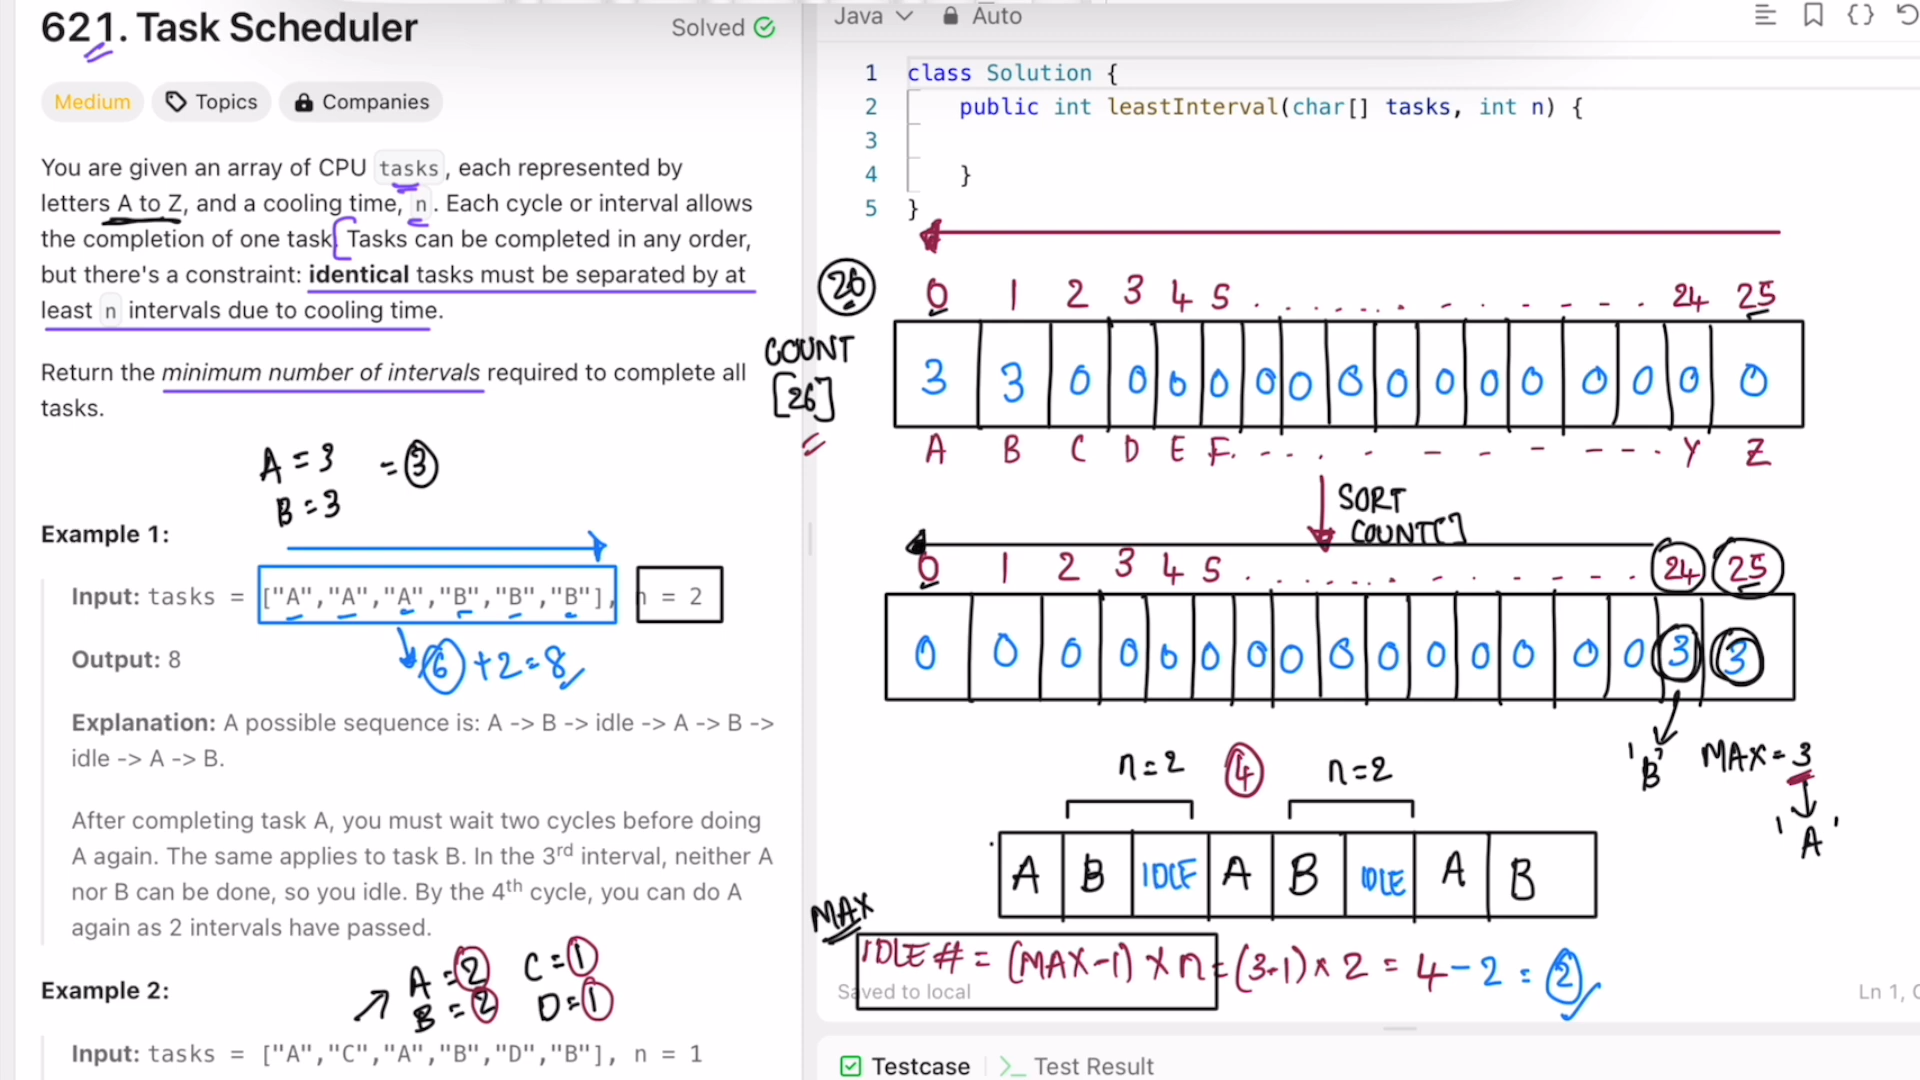 621. Task Scheduler
Solved
Medium
Topics
Companies
You are given an array of CPU tasks, each represented by
letters A to Z, and a cooling time, n. Each cycle or interval allows
the completion of one task. Tasks can be completed in any order,
but there's a constraint: identical tasks must be separated by at
least n intervals due to cooling time.
Return the minimum number of intervals required to complete all
tasks.
A = 3 = 3
B = 3
Example 1:
Input: tasks = ["A","A","A","B","B","B"], n = 2
Output: 8
6 + 2 = 8
Explanation: A possible sequence is: A -> B -> idle -> A -> B ->
idle -> A -> B.
After completing task A, you must wait two cycles before doing
A again. The same applies to task B. In the 3rd interval, neither A
nor B can be done, so you idle. By the 4th cycle, you can do A
again as 2 intervals have passed.
A = 2 C = 1
B = 2 D = 1
Example 2:
Input: tasks = ["A","C","A","B","D","B"], n = 1
Java
Auto
1 class Solution {
2 public int leastInterval(char[] tasks, int n) {
3
4 }
5 }
26
0 1 2 3 4 5 24 25
COUNT
[26]
3 3 0 0 0 0 0 0 0 0 0 0 0 0 0 0 0
A B C D E F Y Z
SORT
COUNT[]
0 1 2 3 4 5 24 25
0 0 0 0 0 0 0 0 0 0 0 0 0 0 0 3 3
'B' MAX = 3
'A'
n=2 4 n=2
A B IDLE A B IDLE A B
MAX
IDLE # = (MAX-1) X n = (3-1) x 2 = 4 - 2 = 2
Saved to local
Ln 1, C
Testcase
Test Result